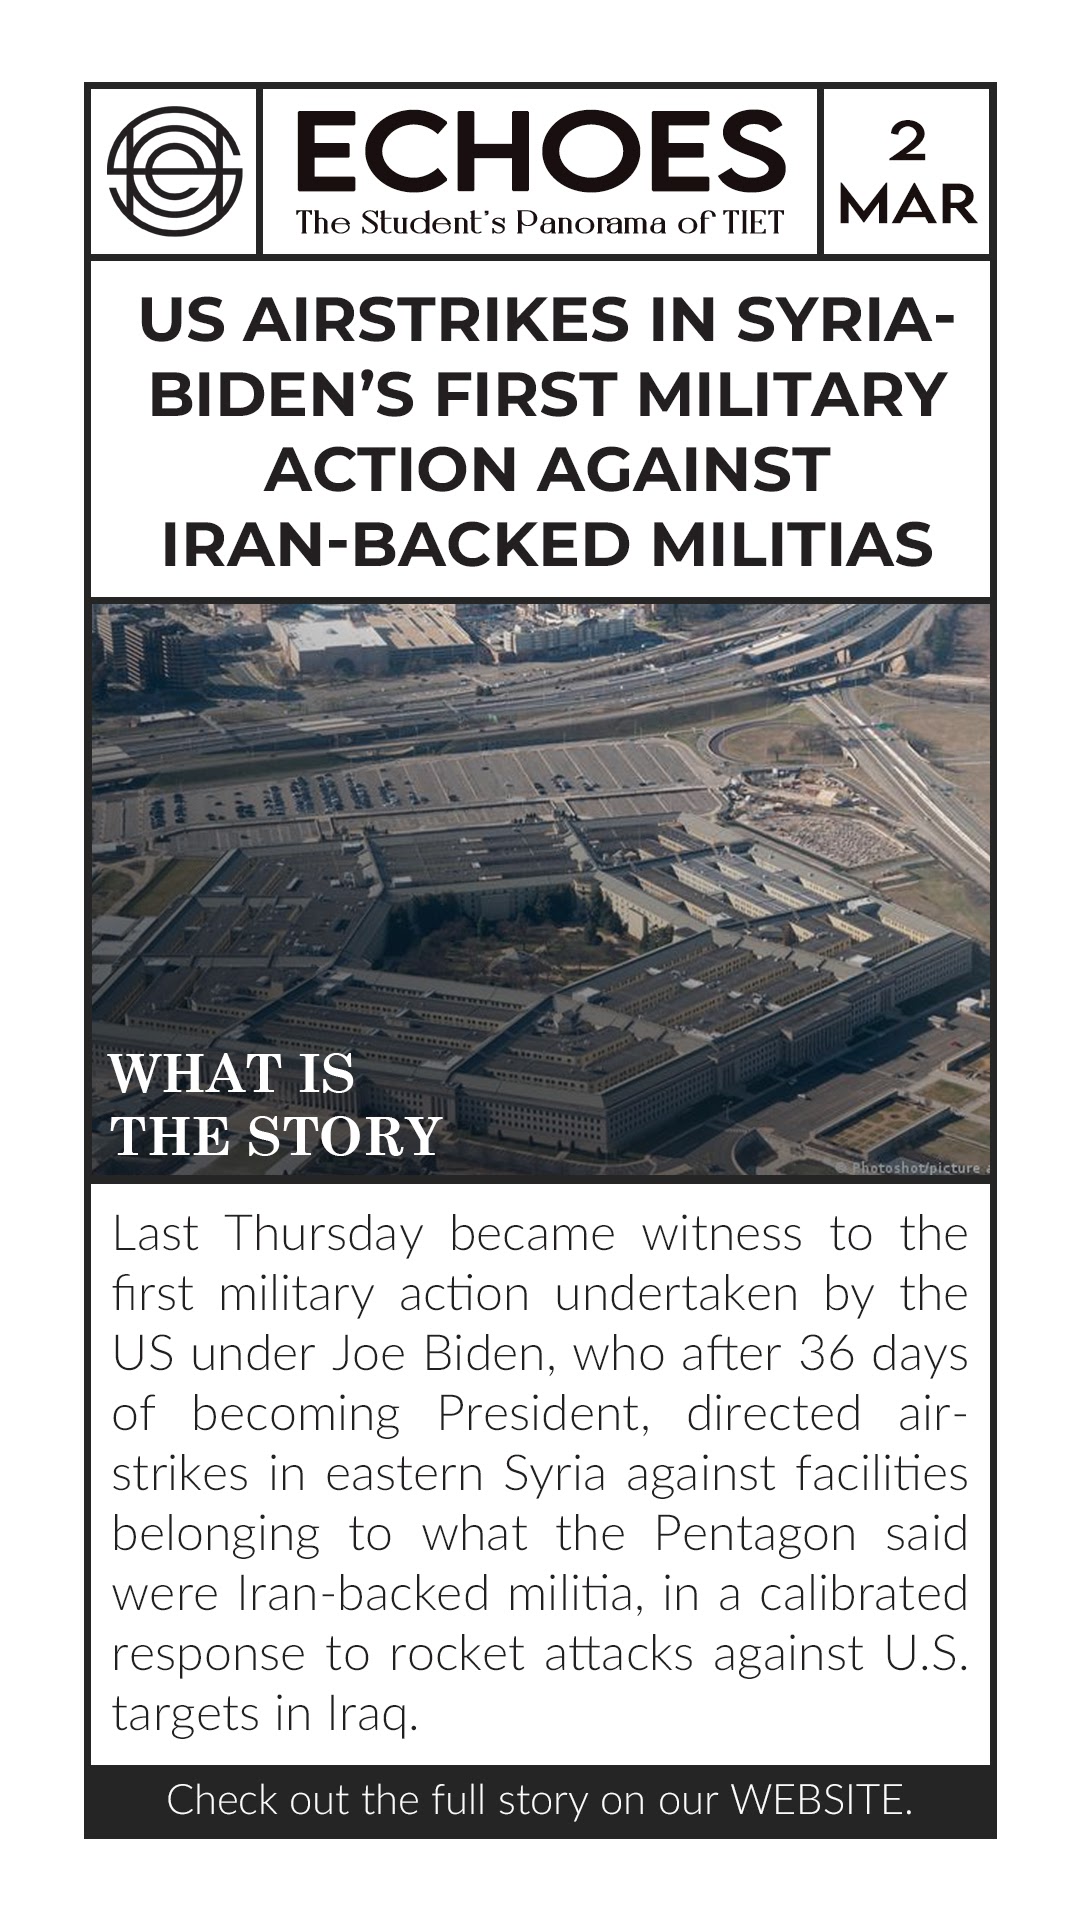 ECHOES
The Student's Panorama of TIET
2
MAR
US AIRSTRIKES IN SYRIA-
BIDEN'S FIRST MILITARY
ACTION AGAINST
IRAN-BACKED MILITIAS
WHAT IS
THE STORY
© Photoshot/picture a
Last Thursday became witness to the
first military action undertaken by the
US under Joe Biden, who after 36 days
of becoming President, directed air-
strikes in eastern Syria against facilities
belonging to what the Pentagon said
were Iran-backed militia, in a calibrated
response to rocket attacks against U.S.
targets in Iraq.
Check out the full story on our WEBSITE.